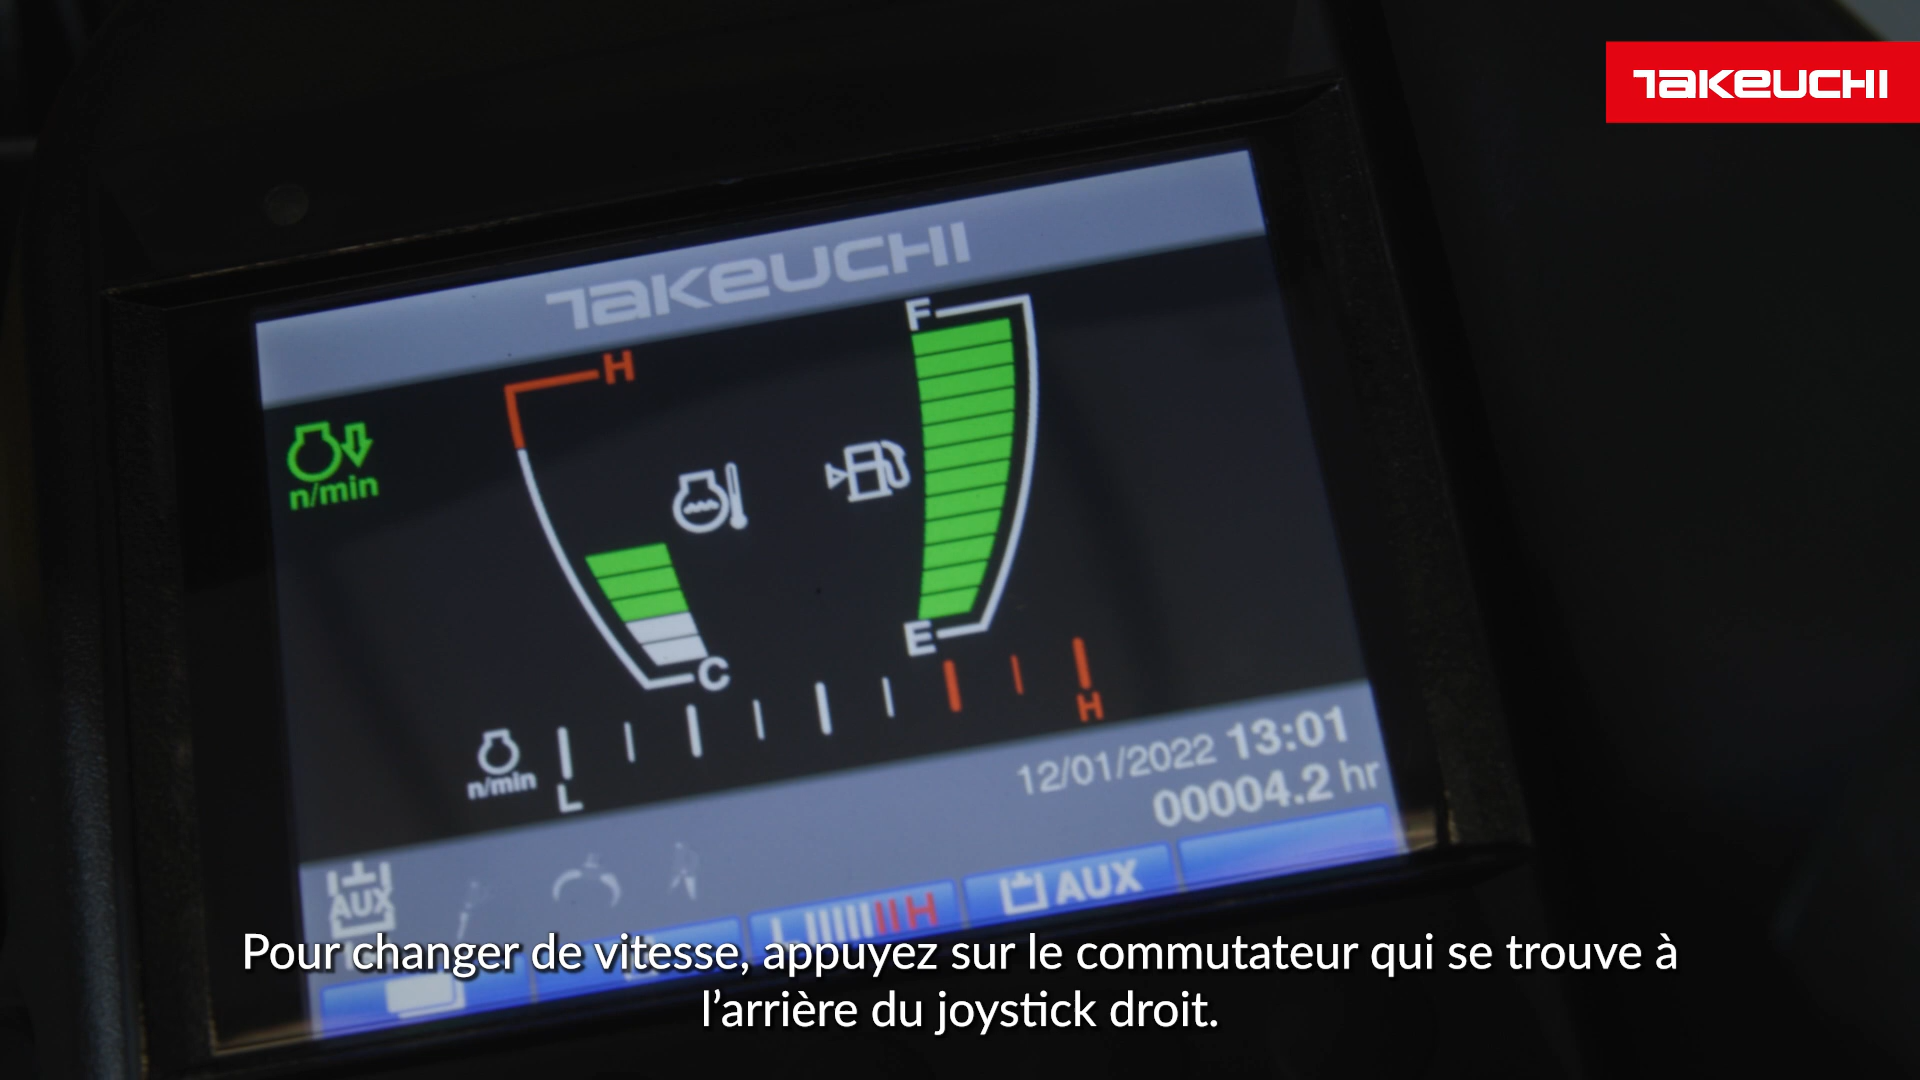 TAKEUCHI
TAKEUCHI
F
H
n/min
E
C
H
n/min
L
12/01/2022 13:01
00004.2 hr
AUX
L H
AUX
Pour changer de vitesse, appuyez sur le commutateur qui se trouve à
l’arrière du joystick droit.